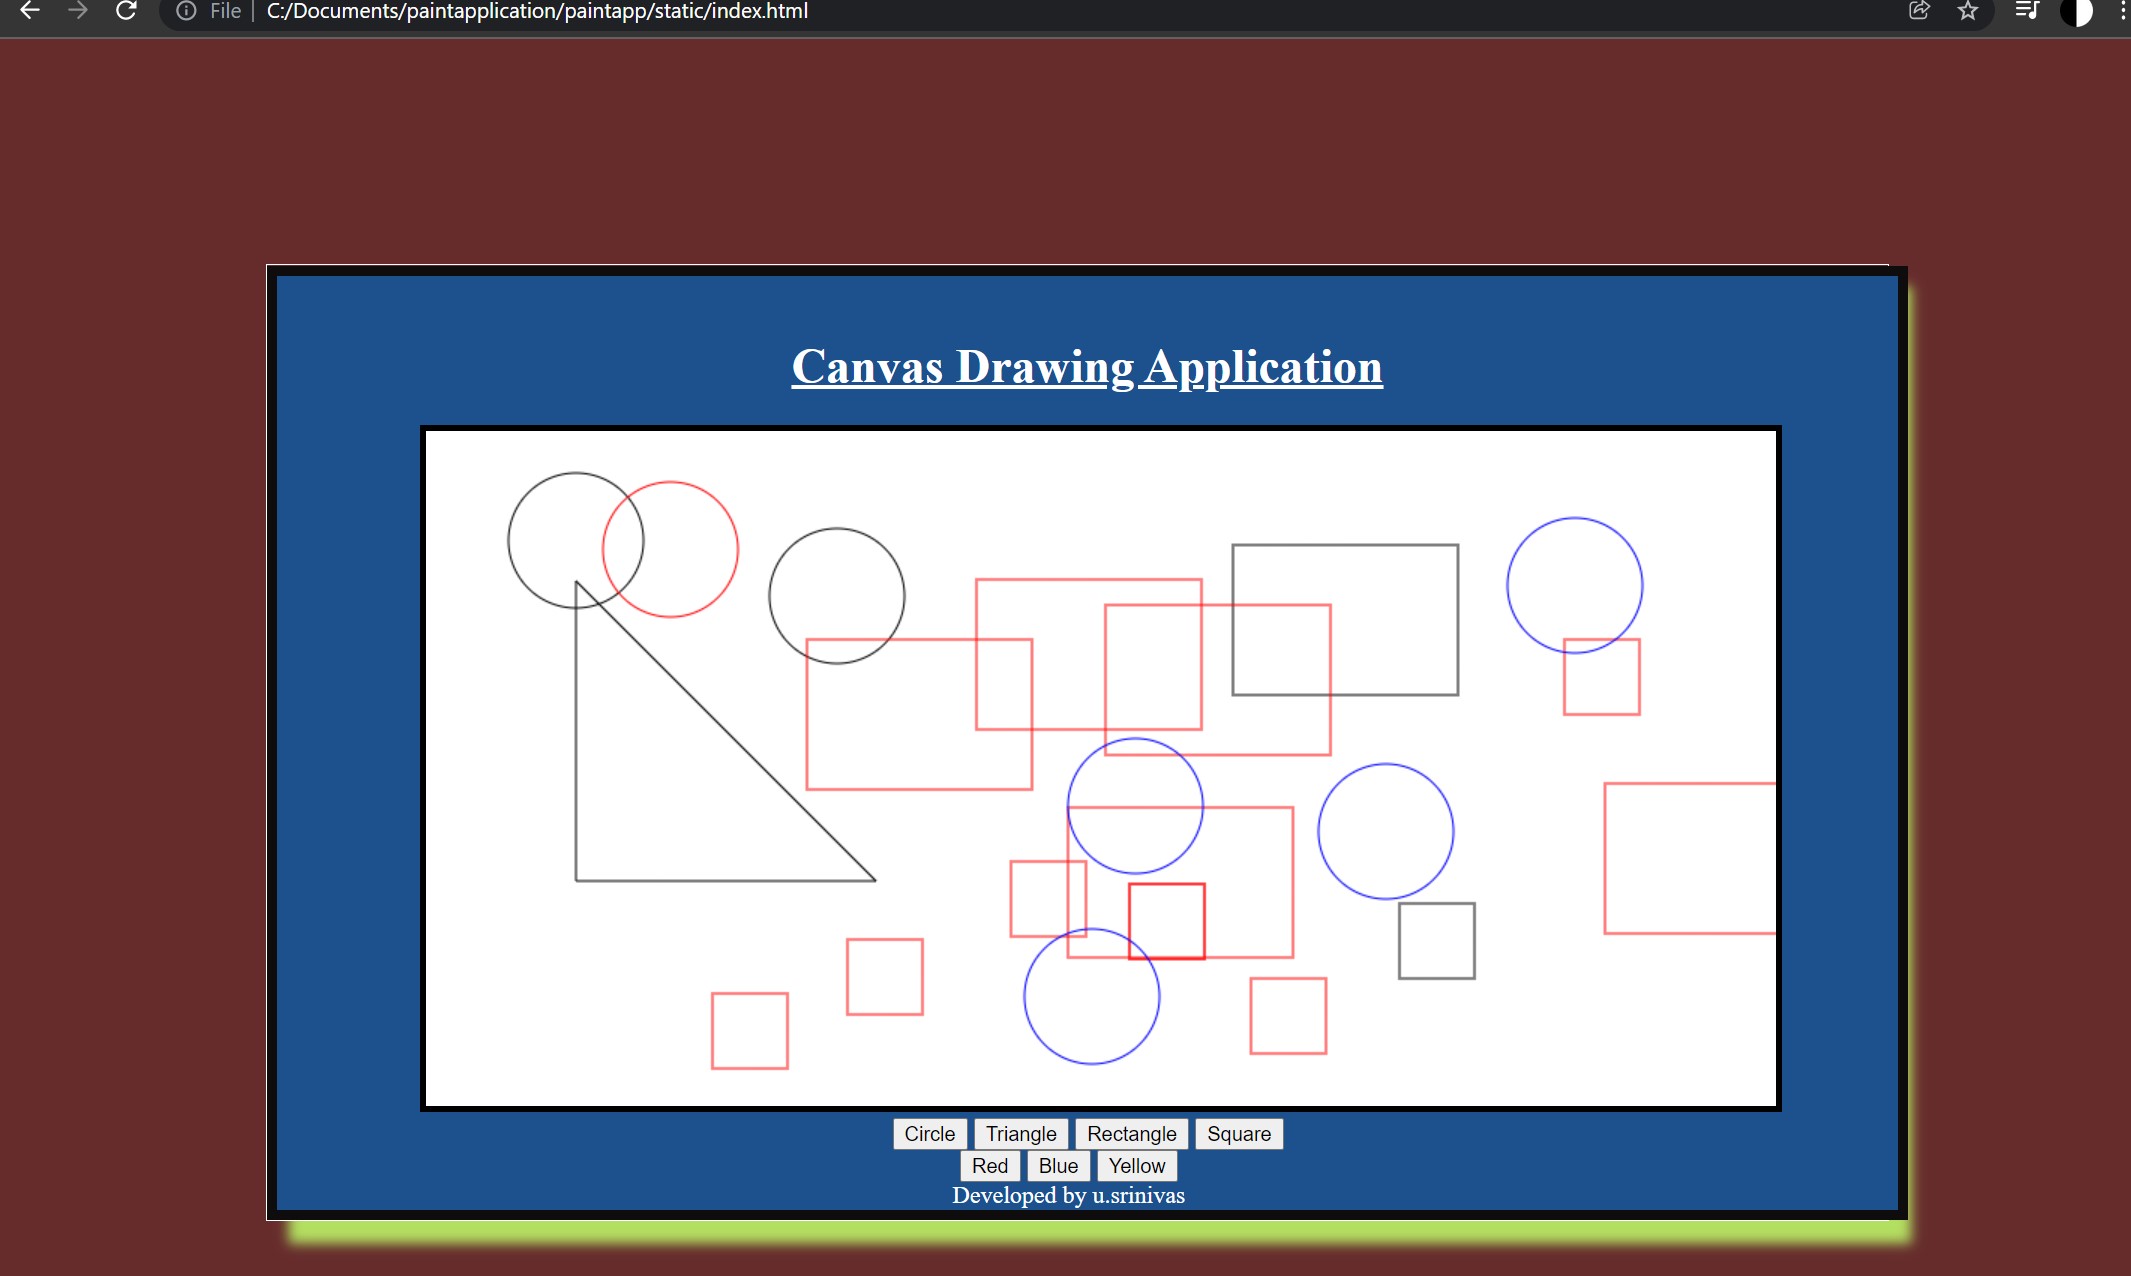 File C:/Documents/paintapplication/paintapp/static/index.html
Canvas Drawing Application
Circle Triangle Rectangle Square
Red Blue Yellow
Developed by u.srinivas